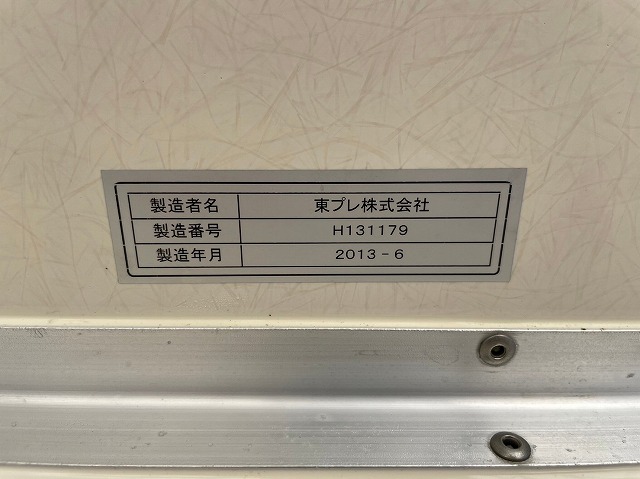 製造者名 東プレ株式会社
製造番号 H131179
製造年月 2013-6